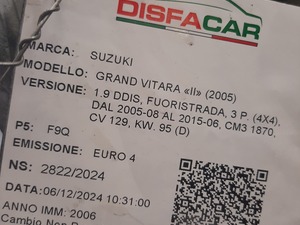 DISFACAR
MARCA: SUZUKI
MODELLO: GRAND VITARA «II» (2005)
VERSIONE: 1.9 DDIS, FUORISTRADA, 3 P. (4X4),
DAL 2005-08 AL 2015-06, CM3 1870,
CV 129, KW. 95 (D)
P5: F9Q
EMISSIONE: EURO 4
NS: 2822/2024
DATA:06/12/2024 10:31:00
ANNO IMM: 2006
Cambio Non